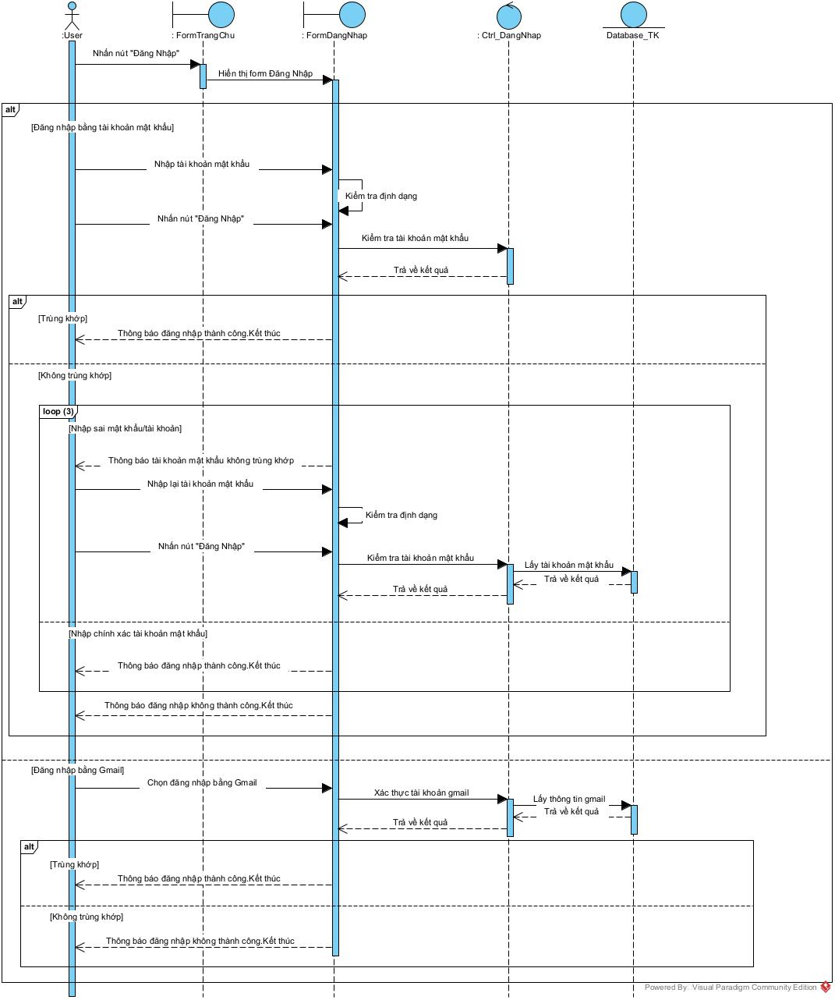 :User
: FormTrangChu
: FormDangNhap
: Ctrl_DangNhap
Database_TK
Nhấn nút "Đăng Nhập"
Hiển thị form Đăng Nhập
alt
[Đăng nhập bằng tài khoản mật khẩu]
Nhập tài khoản mật khẩu
Kiểm tra định dạng
Nhấn nút "Đăng Nhập"
Kiểm tra tài khoản mật khẩu
Trả về kết quả
alt
[Trùng khớp]
Thông báo đăng nhập thành công.Kết thúc
[Không trùng khớp]
loop (3)
[Nhập sai mật khẩu/tài khoản]
Thông báo tài khoản mật khẩu không trùng khớp
Nhập lại tài khoản mật khẩu
Kiểm tra định dạng
Nhấn nút "Đăng Nhập"
Kiểm tra tài khoản mật khẩu
Lấy tài khoản mật khẩu
Trả về kết quả
Trả về kết quả
[Nhập chính xác tài khoản mật khẩu]
Thông báo đăng nhập thành công.Kết thúc
Thông báo đăng nhập không thành công.Kết thúc
[Đăng nhập bằng Gmail]
Chọn đăng nhập bằng Gmail
Xác thực tài khoản gmail
Lấy thông tin gmail
Trả về kết quả
Trả về kết quả
alt
[Trùng khớp]
Thông báo đăng nhập thành công.Kết thúc
[Không trùng khớp]
Thông báo đăng nhập không thành công.Kết thúc
Powered By Visual Paradigm Community Edition